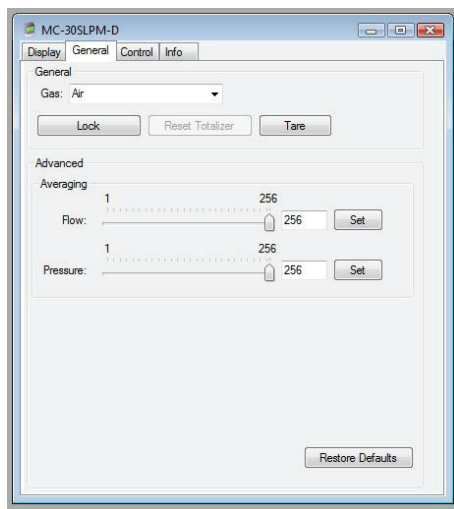 MC-30SLPM-D
Display General Control Info
General
Gas: Air
Lock Reset Totalizer Tare
Advanced
Averaging
1 256
Flow: 256 Set
1 256
Pressure: 256 Set
Restore Defaults